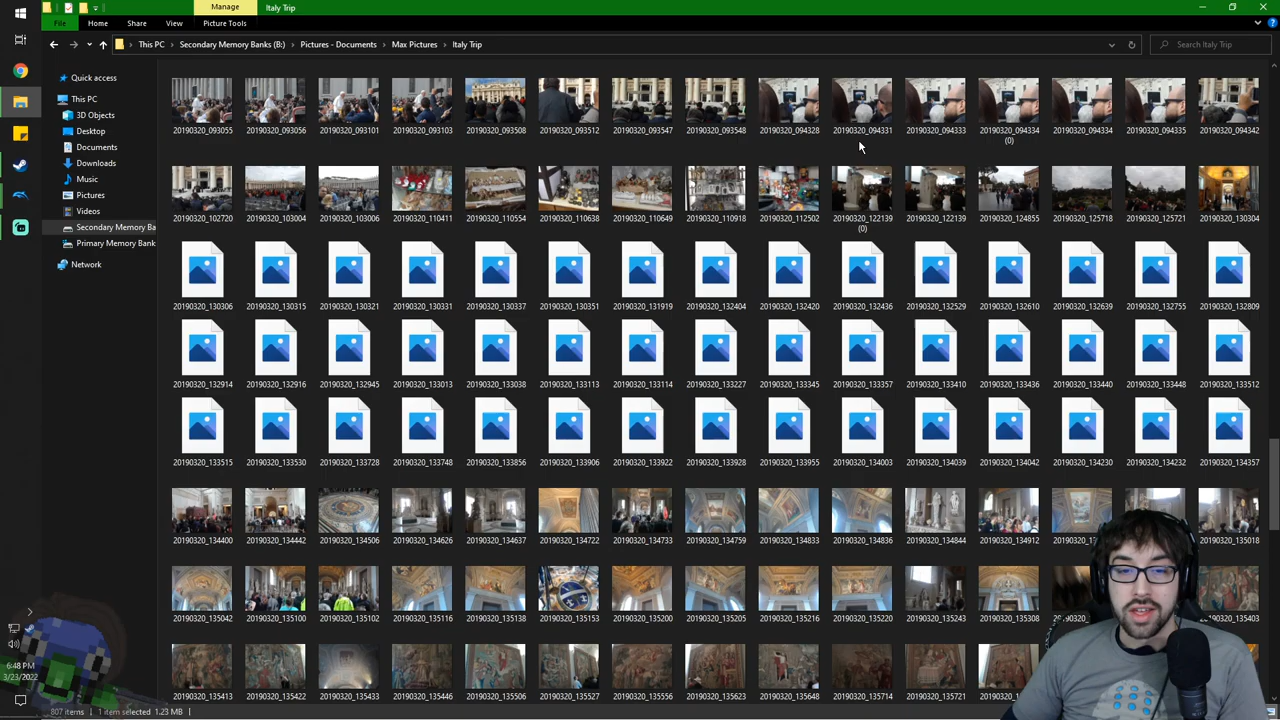 Manage
Italy Trip
File
Home
Share
View
Picture Tools
This PC
Secondary Memory Banks (B:)
Pictures - Documents
Max Pictures
Italy Trip
Search Italy Trip
Quick access
This PC
3D Objects
Desktop
Documents
Downloads
Music
Pictures
Videos
Secondary Memory Ba
Primary Memory Bank
Network
20190320_093055 20190320_093056 20190320_093101 20190320_093103 20190320_093508 20190320_093512 20190320_093547 20190320_093548 20190320_094328 20190320_094331 20190320_094333 20190320_094334 20190320_094334 20190320_094335 20190320_094342
(0)
20190320_102720 20190320_103004 20190320_103006 20190320_110411 20190320_110554 20190320_110638 20190320_110649 20190320_110918 20190320_112502 20190320_122139 20190320_122139 20190320_124855 20190320_125718 20190320_125721 20190320_130304
(0)
20190320_130306 20190320_130315 20190320_130321 20190320_130331 20190320_130337 20190320_130351 20190320_131919 20190320_132404 20190320_132420 20190320_132436 20190320_132529 20190320_132610 20190320_132639 20190320_132755 20190320_132809
20190320_132914 20190320_132916 20190320_132945 20190320_133013 20190320_133038 20190320_133113 20190320_133114 20190320_133227 20190320_133345 20190320_133357 20190320_133410 20190320_133436 20190320_133440 20190320_133448 20190320_133512
20190320_133515 20190320_133530 20190320_133728 20190320_133748 20190320_133856 20190320_133906 20190320_133922 20190320_133928 20190320_133955 20190320_134003 20190320_134039 20190320_134042 20190320_134230 20190320_134232 20190320_134357
20190320_134400 20190320_134442 20190320_134506 20190320_134626 20190320_134637 20190320_134722 20190320_134733 20190320_134759 20190320_134833 20190320_134836 20190320_134844 20190320_134912 20190320_135018
20190320_135042 20190320_135100 20190320_135102 20190320_135116 20190320_135138 20190320_135153 20190320_135200 20190320_135205 20190320_135216 20190320_135220 20190320_135243 20190320_135308 20190320_135403
20190320_135413 20190320_135422 20190320_135433 20190320_135446 20190320_135506 20190320_135527 20190320_135556 20190320_135623 20190320_135648 20190320_135714 20190320_135721
6:48 PM
3/23/2022
807 items
1 item selected 1.23 MB